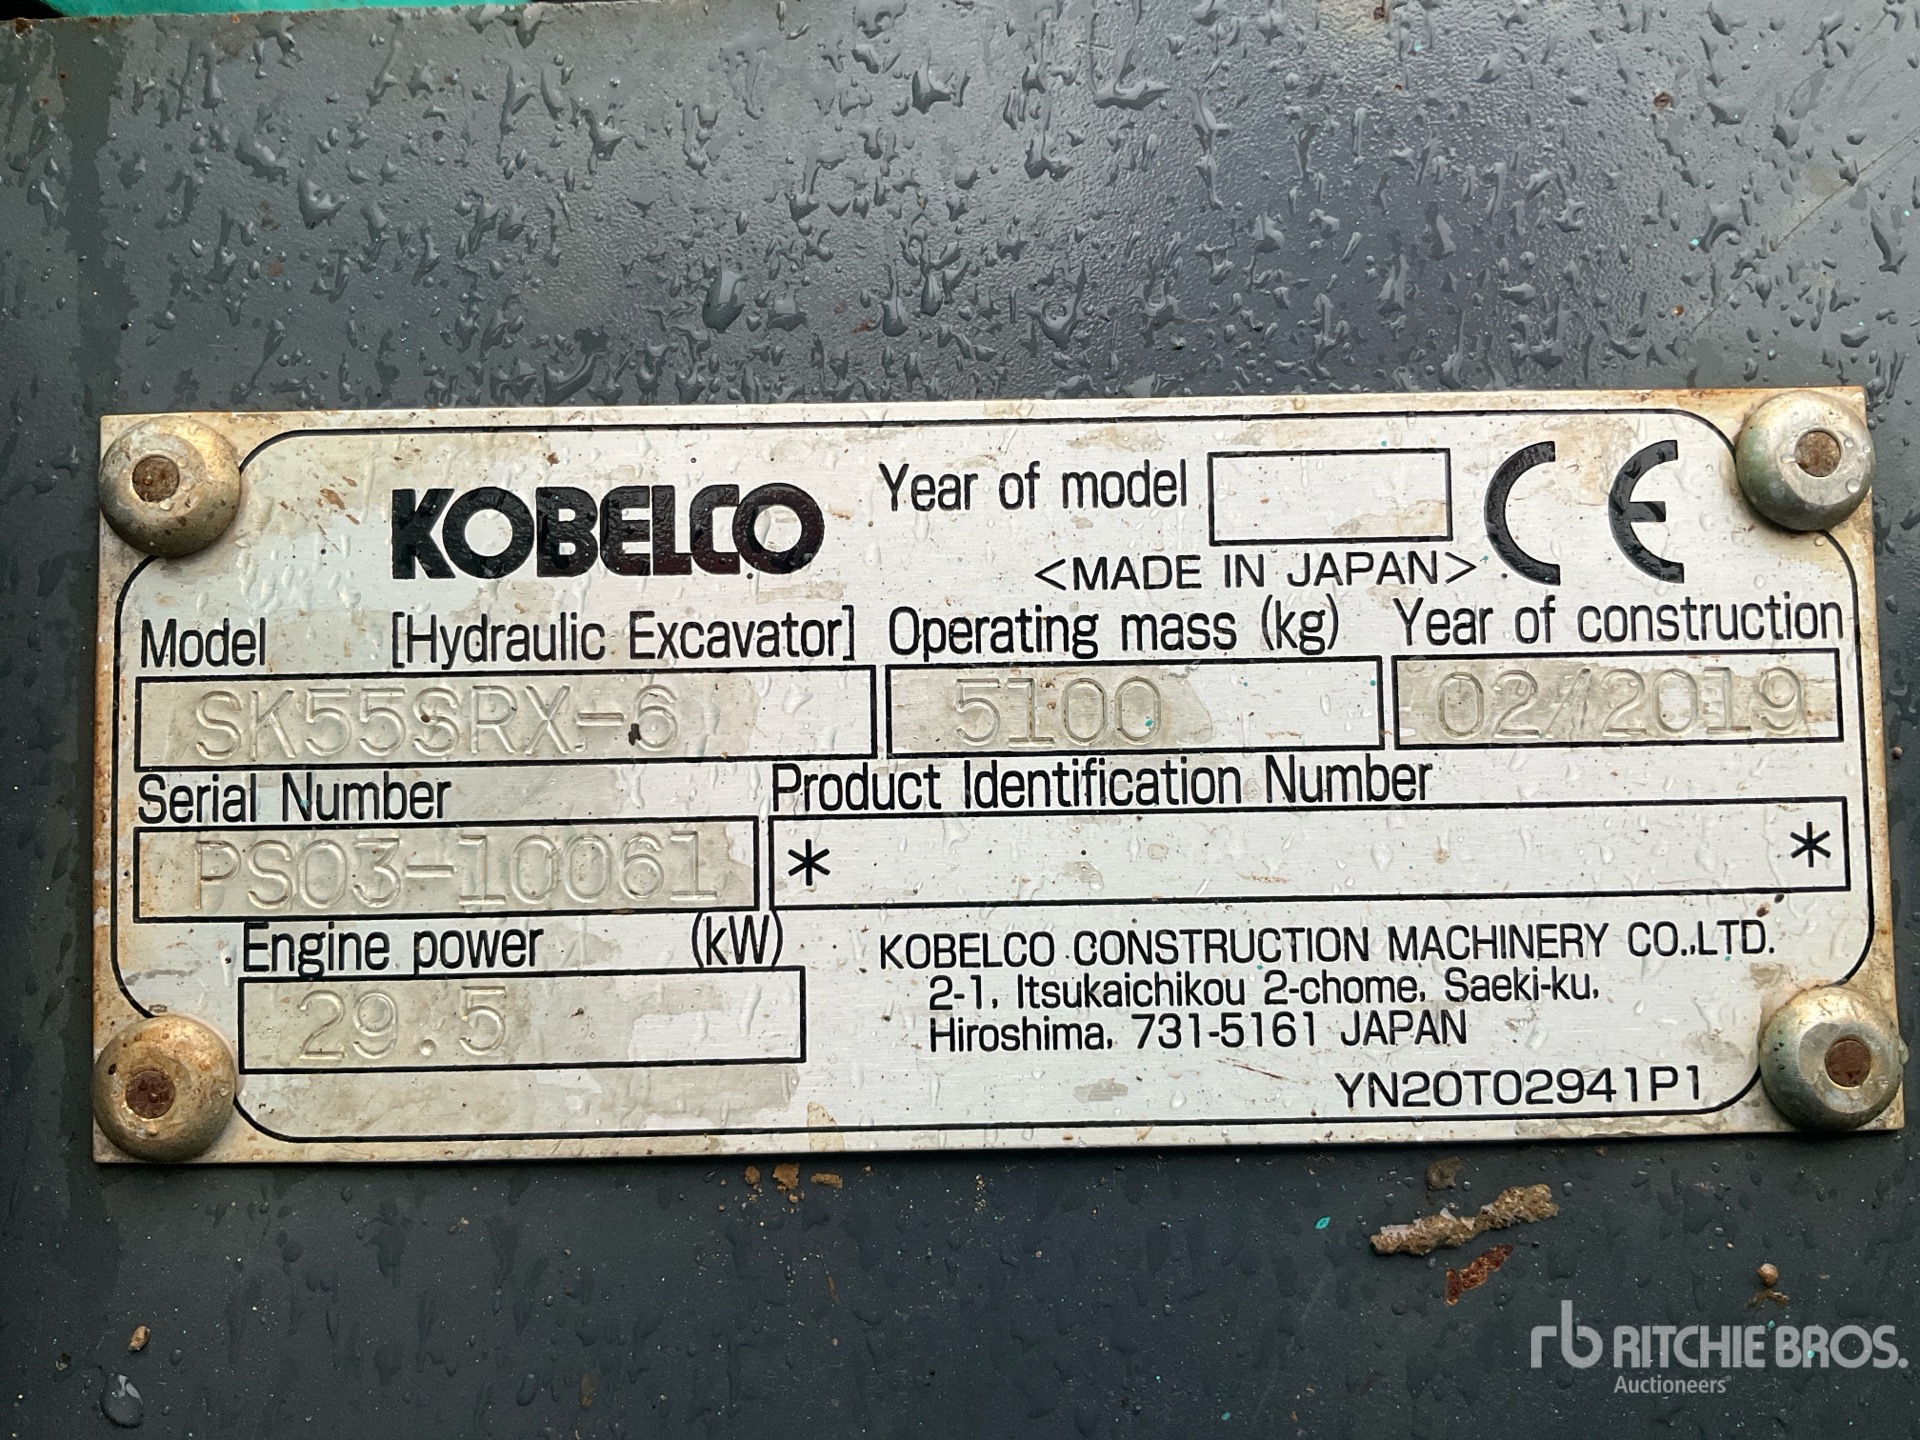 KOBELCO
Year of model
<MADE IN JAPAN>
CE
Model [Hydraulic Excavator] Operating mass (kg) Year of construction
SK55SRX-6 5100 02/2019
Serial Number Product Identification Number
PS03-10061 * *
Engine power (kW)
29.5
KOBELCO CONSTRUCTION MACHINERY CO.,LTD.
2-1, Itsukaichikou 2-chome, Saeki-ku,
Hiroshima, 731-5161 JAPAN
YN20T02941P1
rb RITCHIE BROS.
Auctioneers